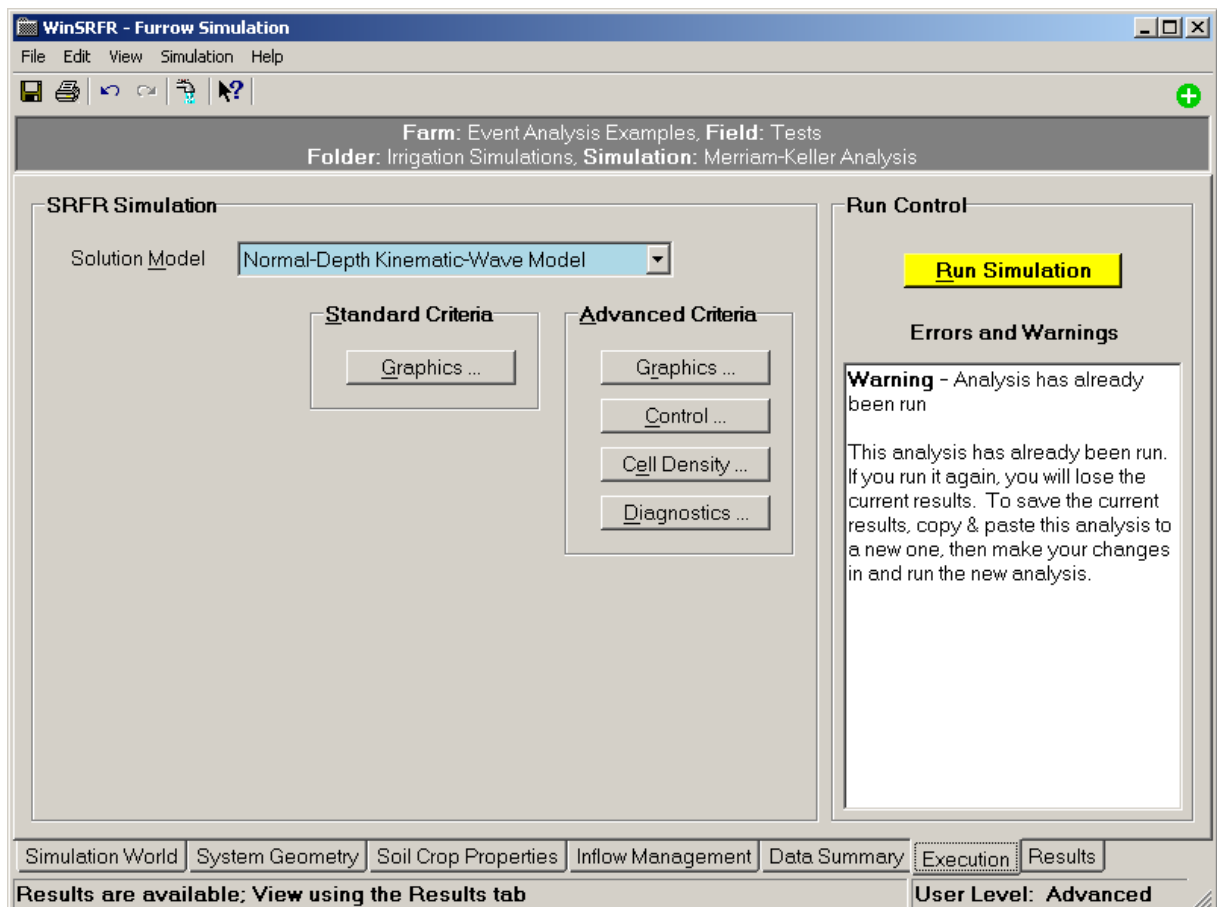 WinSRFR - Furrow Simulation
File Edit View Simulation Help
Farm: Event Analysis Examples, Field: Tests
Folder: Irrigation Simulations, Simulation: Merriam-Keller Analysis
SRFR Simulation
Solution Model
Normal-Depth Kinematic-Wave Model
Standard Criteria
Graphics ...
Advanced Criteria
Graphics ...
Control ...
Cell Density ...
Diagnostics ...
Run Control
Run Simulation
Errors and Warnings
Warning - Analysis has already
been run
This analysis has already been run.
If you run it again, you will lose the
current results. To save the current
results, copy & paste this analysis to
a new one, then make your changes
in and run the new analysis.
Simulation World System Geometry Soil Crop Properties Inflow Management Data Summary Execution Results
Results are available; View using the Results tab
User Level: Advanced